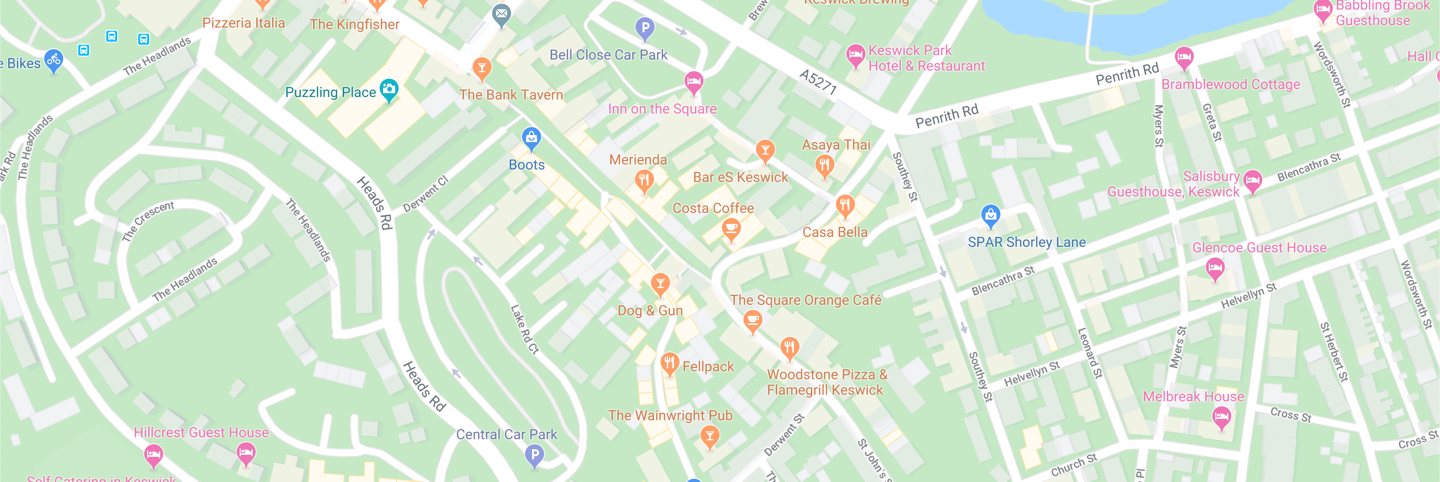 Pizzeria Italia
The Kingfisher
Keswick Brewing
Brew
Babbling Brook
Guesthouse
e Bikes
The Headlands
P
Bell Close Car Park
Keswick Park
Hotel & Restaurant
Penrith Rd
Bramblewood Cottage
Wordsworth St
Hall
Puzzling Place
The Bank Tavern
A5271
Inn on the Square
Penrith Rd
Myers St
Greta St
The Headlands
Park Rd
Boots
Merienda
Asaya Thai
Bar eS Keswick
Southey St
Blencathra St
Salisbury
Guesthouse, Keswick
Heads Rd
Derwent Cl
Costa Coffee
Casa Bella
The Crescent
The Headlands
SPAR Shorley Lane
Glencoe Guest House
The Headlands
Blencathra St
Helvellyn St
Wordsworth St
Dog & Gun
The Square Orange Café
Lake Rd Ct
Fellpack
Woodstone Pizza &
Flamegrill Keswick
Southey St
Helvellyn St
Leonard St
Myers St
St Herbert St
Heads Rd
The Wainwright Pub
Melbreak House
Hillcrest Guest House
Central Car Park
P
Derwent St
St John's S
Cross St
Cross St
Church St
Pl
The
Self Catering in Keswick